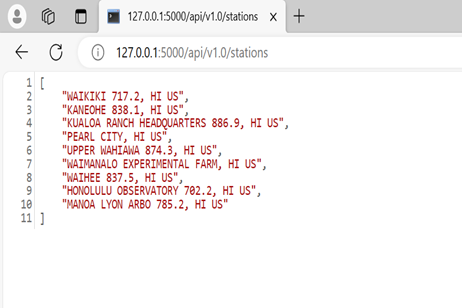 127.0.0.1:5000/api/v1.0/stations
127.0.0.1:5000/api/v1.0/stations
1 [
2 "WAIKIKI 717.2, HI US",
3 "KANEOHE 838.1, HI US",
4 "KUALOA RANCH HEADQUARTERS 886.9, HI US",
5 "PEARL CITY, HI US",
6 "UPPER WAHIAWA 874.3, HI US",
7 "WAIMANALO EXPERIMENTAL FARM, HI US",
8 "WAIHEE 837.5, HI US",
9 "HONOLULU OBSERVATORY 702.2, HI US",
10 "MANOA LYON ARBO 785.2, HI US"
11 ]